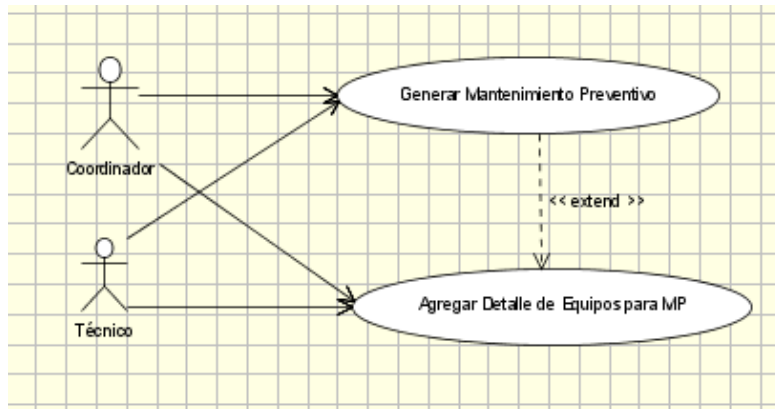 Generar Mantenimiento Preventivo
Coordinador
<< extend >>
Agregar Detalle de Equipos para MP
Técnico